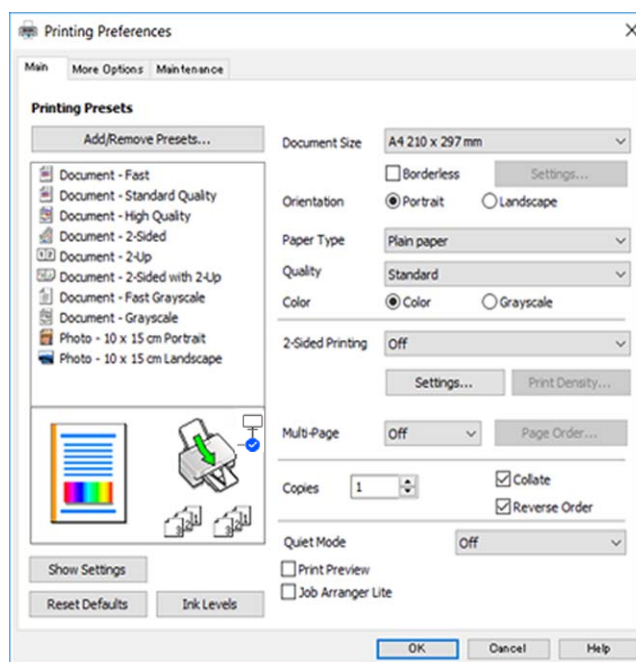 Printing Preferences
Main
More Options
Maintenance
Printing Presets
Add/Remove Presets...
Document - Fast
Document - Standard Quality
Document - High Quality
Document - 2-Sided
Document - 2-Up
Document - 2-Sided with 2-Up
Document - Fast Grayscale
Document - Grayscale
Photo - 10 x 15 cm Portrait
Photo - 10 x 15 cm Landscape
Show Settings
Reset Defaults
Ink Levels
Document Size
A4 210 x 297 mm
Borderless
Settings...
Orientation
Portrait
Landscape
Paper Type
Plain paper
Quality
Standard
Color
Color
Grayscale
2-Sided Printing
Off
Settings...
Print Density...
Multi-Page
Off
Page Order...
Copies
1
Collate
Reverse Order
Quiet Mode
Off
Print Preview
Job Arranger Lite
OK
Cancel
Help